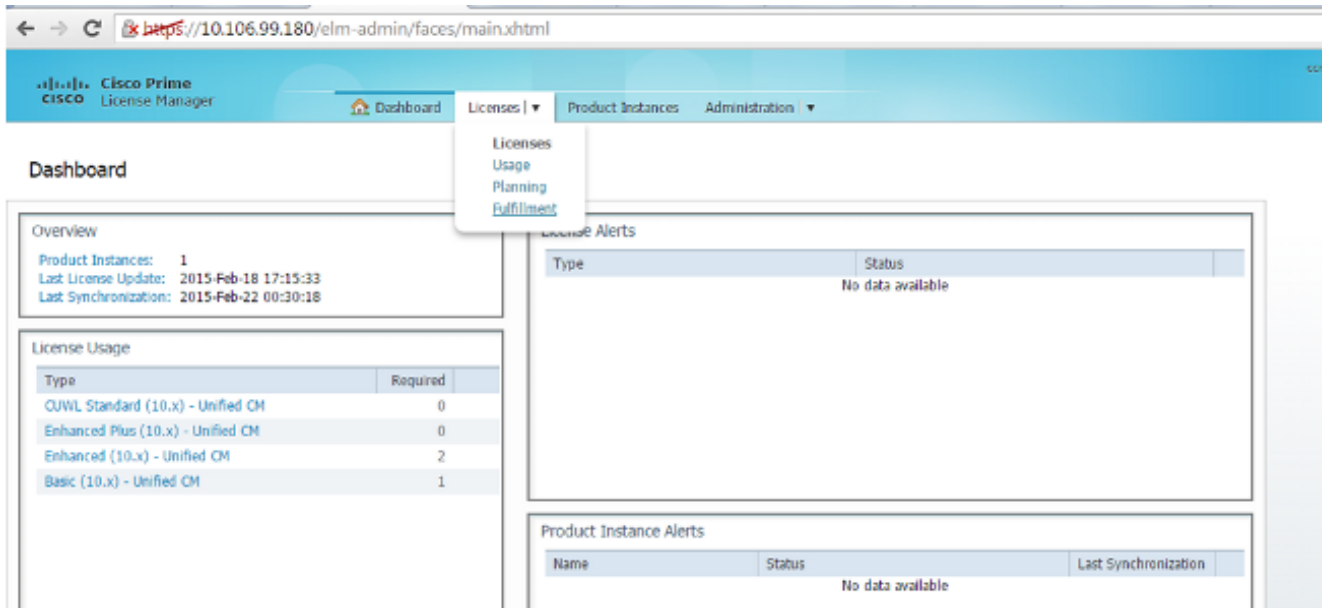 https://10.106.99.180/elm-admin/faces/main.xhtml
Cisco Prime
CISCO License Manager
Dashboard Licenses Product Instances Administration
Licenses
Usage
Planning
Fulfillment
Dashboard
Overview
Product Instances: 1
Last License Update: 2015-Feb-18 17:15:33
Last Synchronization: 2015-Feb-22 00:30:18
License Usage
Type Required
CUWL Standard (10.x) - Unified CM 0
Enhanced Plus (10.x) - Unified CM 0
Enhanced (10.x) - Unified CM 2
Basic (10.x) - Unified CM 1
License Alerts
Type Status
No data available
Product Instance Alerts
Name Status Last Synchronization
No data available